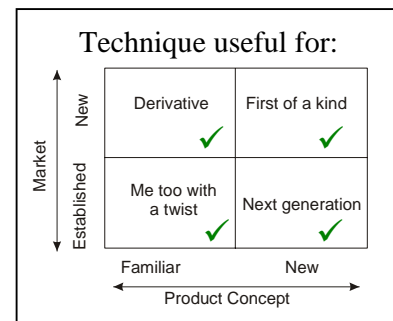 Technique useful for:
Market
New
Established
Derivative
First of a kind
Me too with
a twist
Next generation
Familiar
New
Product Concept